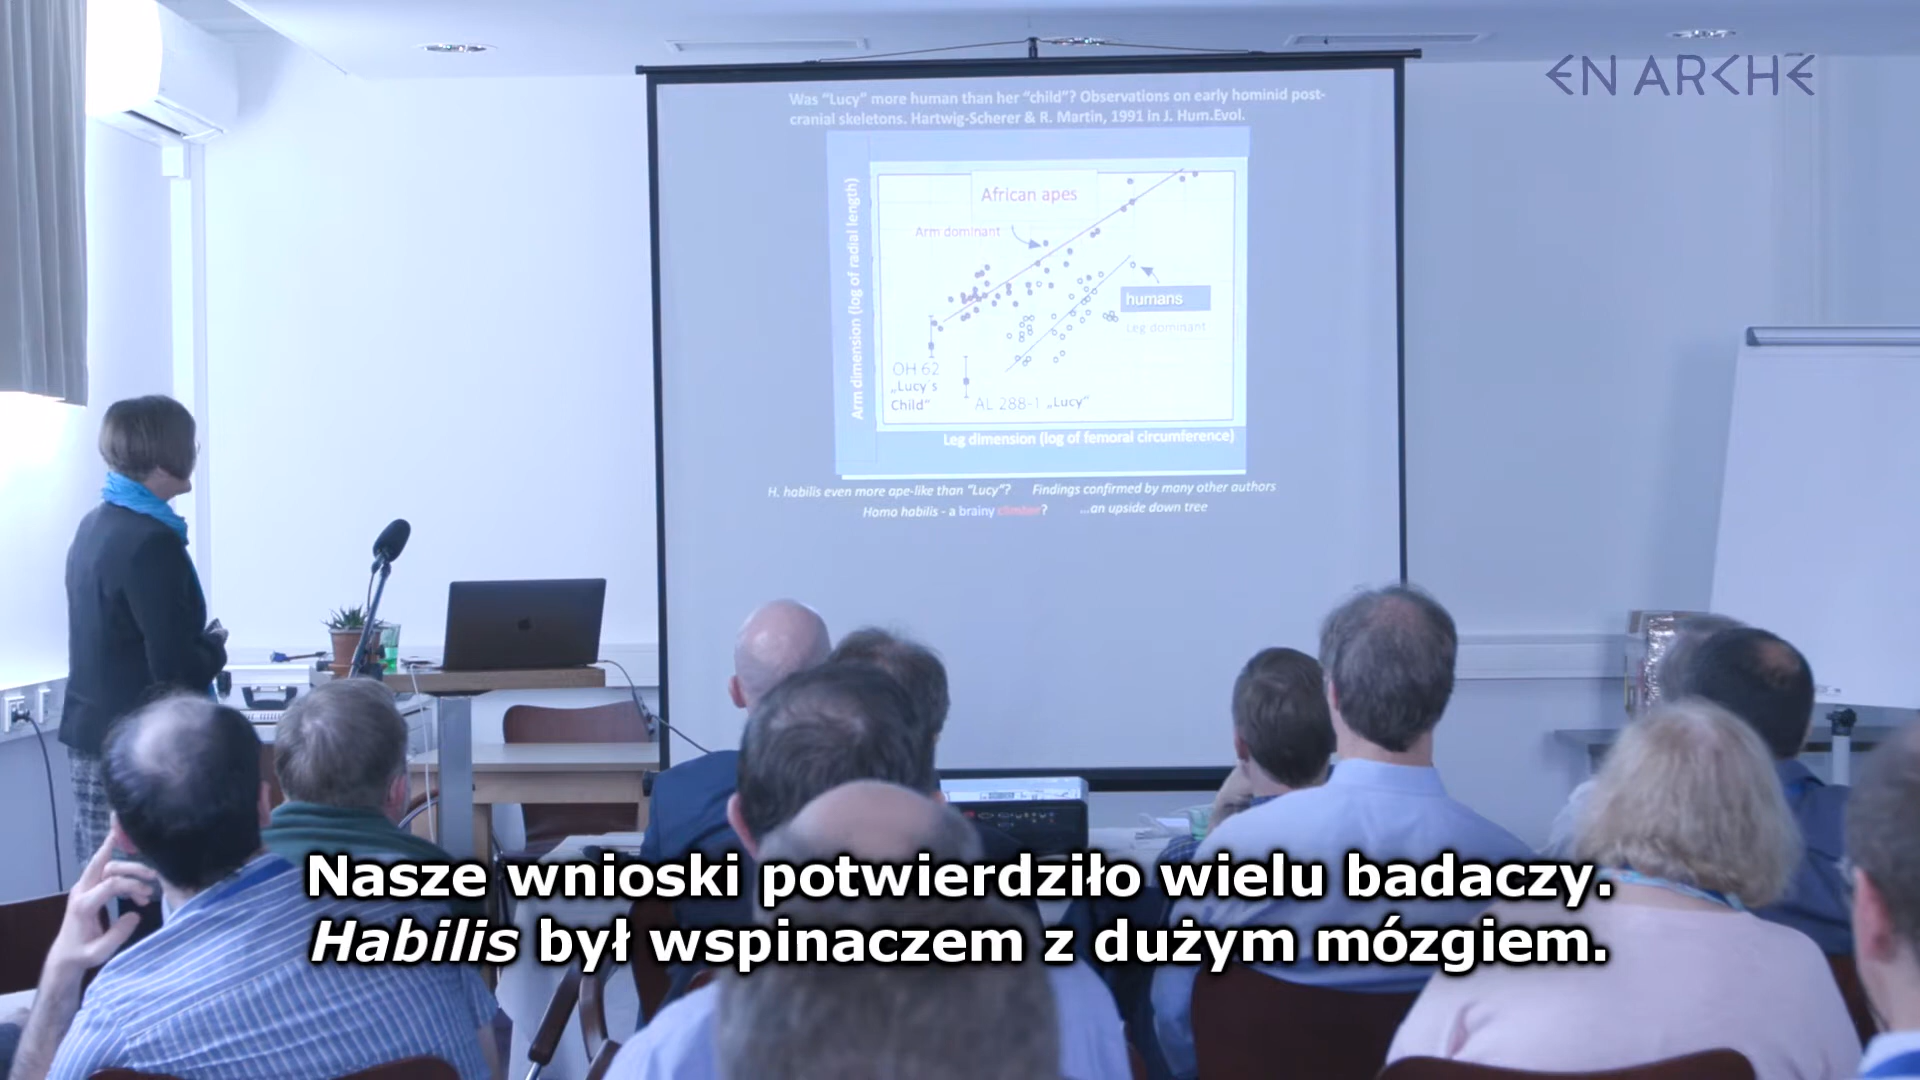 EN ARCHE
Was “Lucy” more human than her “child”? Observations on early hominid post-
cranial skeletons. Hartwig-Scherer & R. Martin, 1991 in J. Hum.Evol.
African apes
Arm dominant
Arm dimension (log of radial length)
humans
Leg dominant
OH 62
„Lucy´s
Child“
AL 288-1 „Lucy“
Leg dimension (log of femoral circumference)
H. habilis even more ape-like than “Lucy”? Findings confirmed by many other authors
Homo habilis - a brainy climber? ...an upside down tree
Nasze wnioski potwierdziło wielu badaczy.
Habilis był wspinaczem z dużym mózgiem.